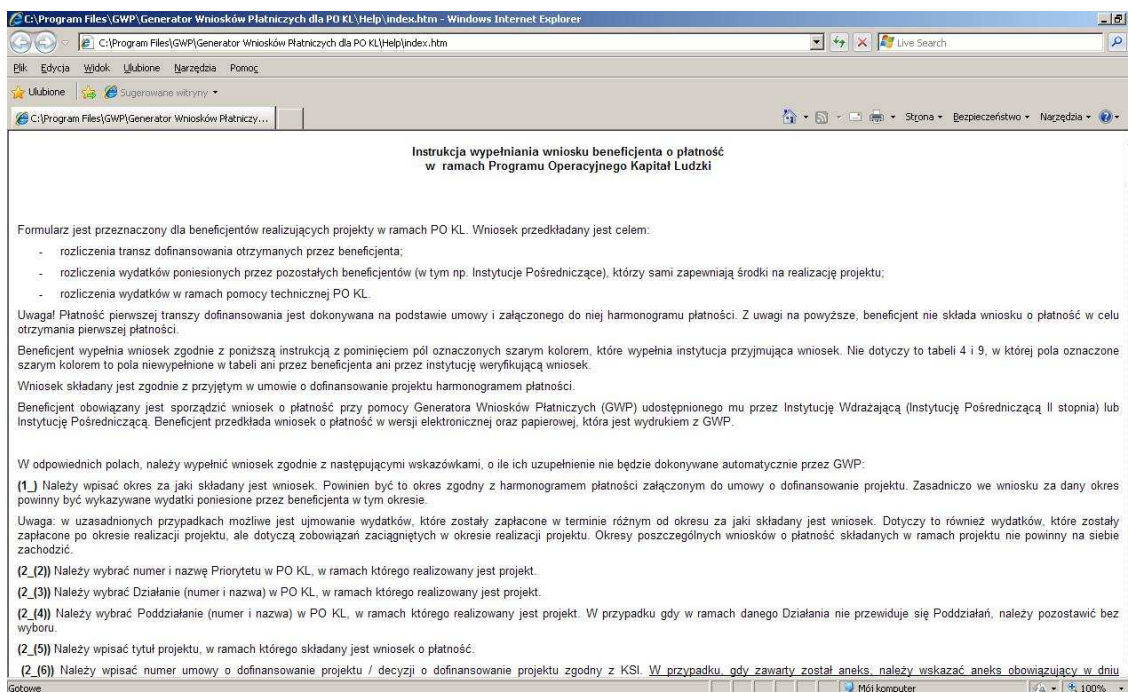 C:\Program Files\GWP\Generator Wniosków Płatniczych dla PO KL\Help\index.htm - Windows Internet Explorer
C:\Program Files\GWP\Generator Wniosków Płatniczych dla PO KL\Help\index.htm
Live Search
Plik Edycja Widok Ulubione Narzędzia Pomoc
Ulubione Sugerowane witryny
C:\Program Files\GWP\Generator Wniosków Płatniczy... Strona Bezpieczeństwo Narzędzia
Instrukcja wypełniania wniosku beneficjenta o płatność
w ramach Programu Operacyjnego Kapitał Ludzki
Formularz jest przeznaczony dla beneficjentów realizujących projekty w ramach PO KL. Wniosek przedkładany jest celem:
- rozliczenia transz dofinansowania otrzymanych przez beneficjenta;
- rozliczenia wydatków poniesionych przez pozostałych beneficjentów (w tym np. Instytucje Pośredniczące), którzy sami zapewniają środki na realizację projektu;
- rozliczenia wydatków w ramach pomocy technicznej PO KL.
Uwaga! Płatność pierwszej transzy dofinansowania jest dokonywana na podstawie umowy i załączonego do niej harmonogramu płatności. Z uwagi na powyższe, beneficjent nie składa wniosku o płatność w celu
otrzymania pierwszej płatności.
Beneficjent wypełnia wniosek zgodnie z poniższą instrukcją z pominięciem pól oznaczonych szarym kolorem, które wypełnia instytucja przyjmująca wniosek. Nie dotyczy to tabeli 4 i 9, w której pola oznaczone
szarym kolorem to pola niewypełnione w tabeli ani przez beneficjenta ani przez instytucję weryfikującą wniosek.
Wniosek składany jest zgodnie z przyjętym w umowie o dofinansowanie projektu harmonogramem płatności.
Beneficjent obowiązany jest sporządzić wniosek o płatność przy pomocy Generatora Wniosków Płatniczych (GWP) udostępnionego mu przez Instytucję Wdrażającą (Instytucję Pośredniczącą II stopnia) lub
Instytucję Pośredniczącą. Beneficjent przedkłada wniosek o płatność w wersji elektronicznej oraz papierowej, która jest wydrukiem z GWP.
W odpowiednich polach, należy wypełnić wniosek zgodnie z następującymi wskazówkami, o ile ich uzupełnienie nie będzie dokonywane automatycznie przez GWP:
(1_) Należy wpisać okres za jaki składany jest wniosek. Powinien być to okres zgodny z harmonogramem płatności załączonym do umowy o dofinansowanie projektu. Zasadniczo we wniosku za dany okres
powinny być wykazywane wydatki poniesione przez beneficjenta w tym okresie.
Uwaga: w uzasadnionych przypadkach możliwe jest ujmowanie wydatków, które zostały zapłacone w terminie różnym od okresu za jaki składany jest wniosek. Dotyczy to również wydatków, które zostały
zapłacone po okresie realizacji projektu, ale dotyczą zobowiązań zaciągniętych w okresie realizacji projektu. Okresy poszczególnych wniosków o płatność składanych w ramach projektu nie powinny na siebie
zachodzić.
(2_(2)) Należy wybrać numer i nazwę Priorytetu w PO KL, w ramach którego realizowany jest projekt.
(2_(3)) Należy wybrać Działanie (numer i nazwa) w PO KL, w ramach którego realizowany jest projekt.
(2_(4)) Należy wybrać Poddziałanie (numer i nazwa) w PO KL, w ramach którego realizowany jest projekt. W przypadku gdy w ramach danego Działania nie przewiduje się Poddziałań, należy pozostawić bez
wyboru.
(2_(5)) Należy wpisać tytuł projektu, w ramach którego składany jest wniosek o płatność.
(2_(6)) Należy wpisać numer umowy o dofinansowanie projektu / decyzji o dofinansowanie projektu zgodny z KSI. W przypadku, gdy zawarty został aneks, należy wskazać aneks obowiązujący w dniu
Gotowe Mój komputer 100%